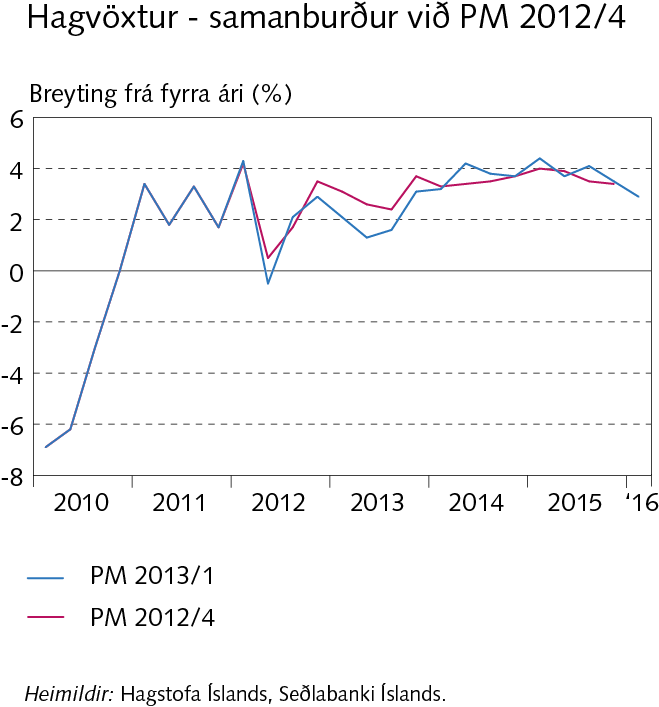 Hagvöxtur - samanburður við PM 2012/4
Breyting frá fyrra ári (%)
6
4
2
0
-2
-4
-6
-8
2010 2011 2012 2013 2014 2015 ‘16
PM 2013/1
PM 2012/4
Heimildir: Hagstofa Íslands, Seðlabanki Íslands.